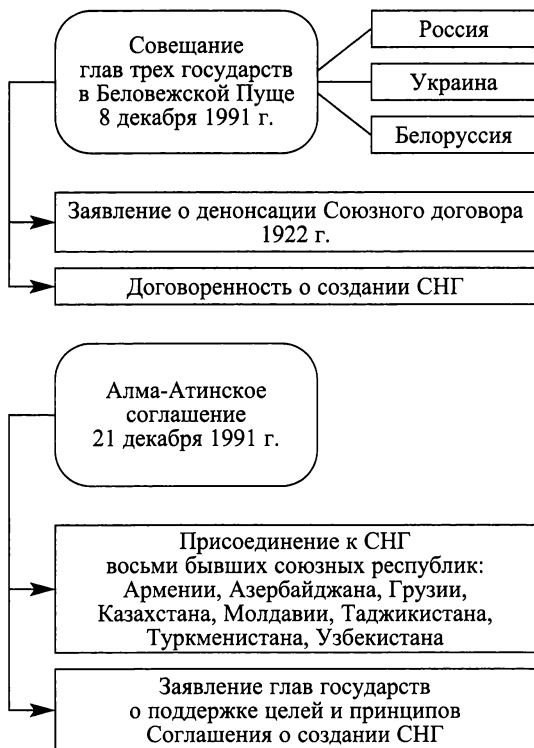 Совещание
глав трех государств
в Беловежской Пуще
8 декабря 1991 г.
Россия
Украина
Белоруссия
Заявление о денонсации Союзного договора
1922 г.
Договоренность о создании СНГ
Алма-Атинское
соглашение
21 декабря 1991 г.
Присоединение к СНГ
восьми бывших союзных республик:
Армении, Азербайджана, Грузии,
Казахстана, Молдавии, Таджикистана,
Туркменистана, Узбекистана
Заявление глав государств
о поддержке целей и принципов
Соглашения о создании СНГ